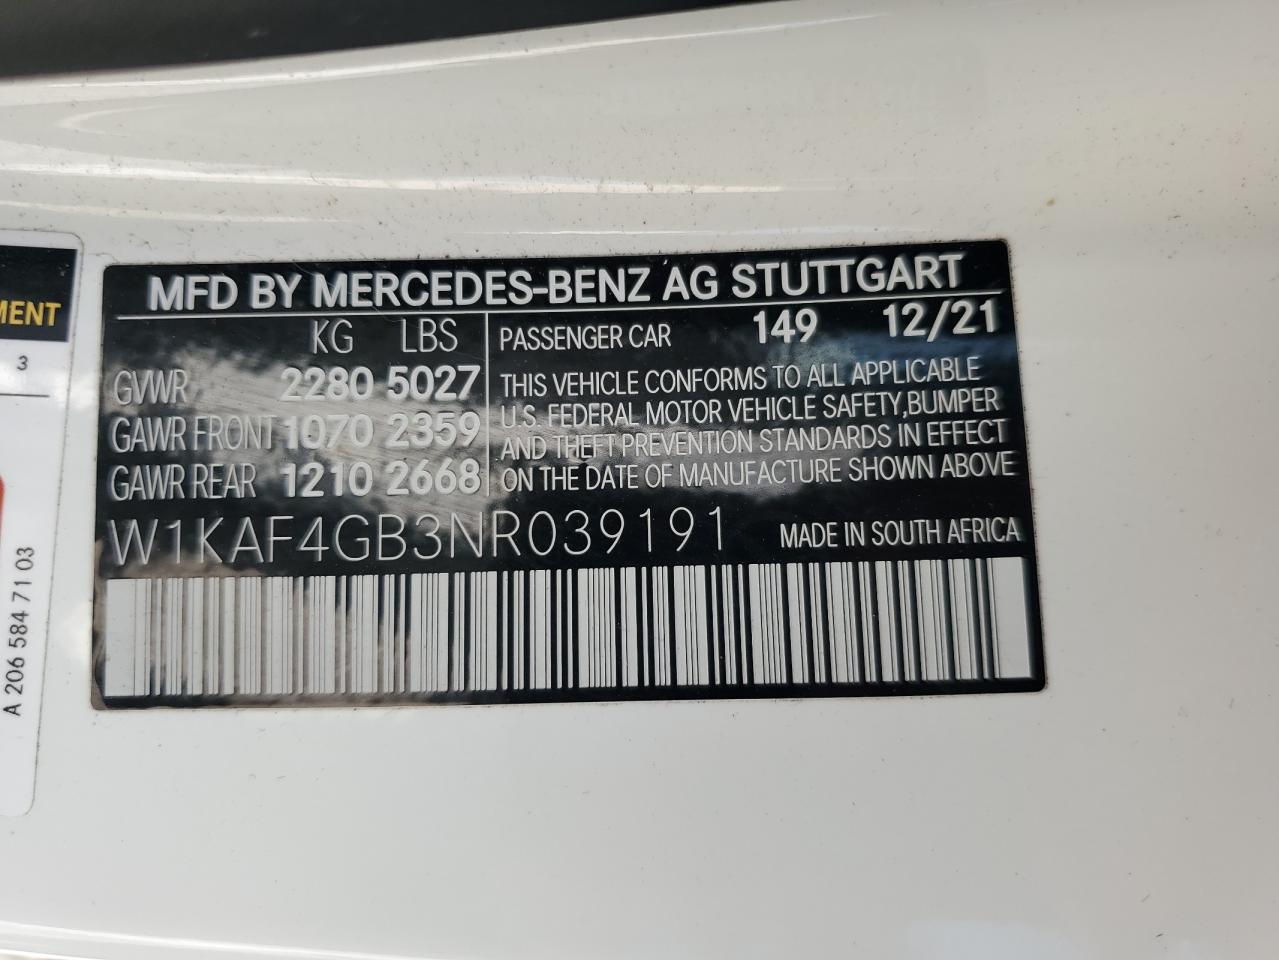 MFD BY MERCEDES-BENZ AG STUTTGART
KG LBS
GVWR 2280 5027
GAWR FRONT 1070 2359
GAWR REAR 1210 2668
PASSENGER CAR 149 12/21
THIS VEHICLE CONFORMS TO ALL APPLICABLE
U.S. FEDERAL MOTOR VEHICLE SAFETY,BUMPER
AND THEFT PREVENTION STANDARDS IN EFFECT
ON THE DATE OF MANUFACTURE SHOWN ABOVE
W1KAF4GB3NR039191 MADE IN SOUTH AFRICA
MENT
3
A 206 584 71 03